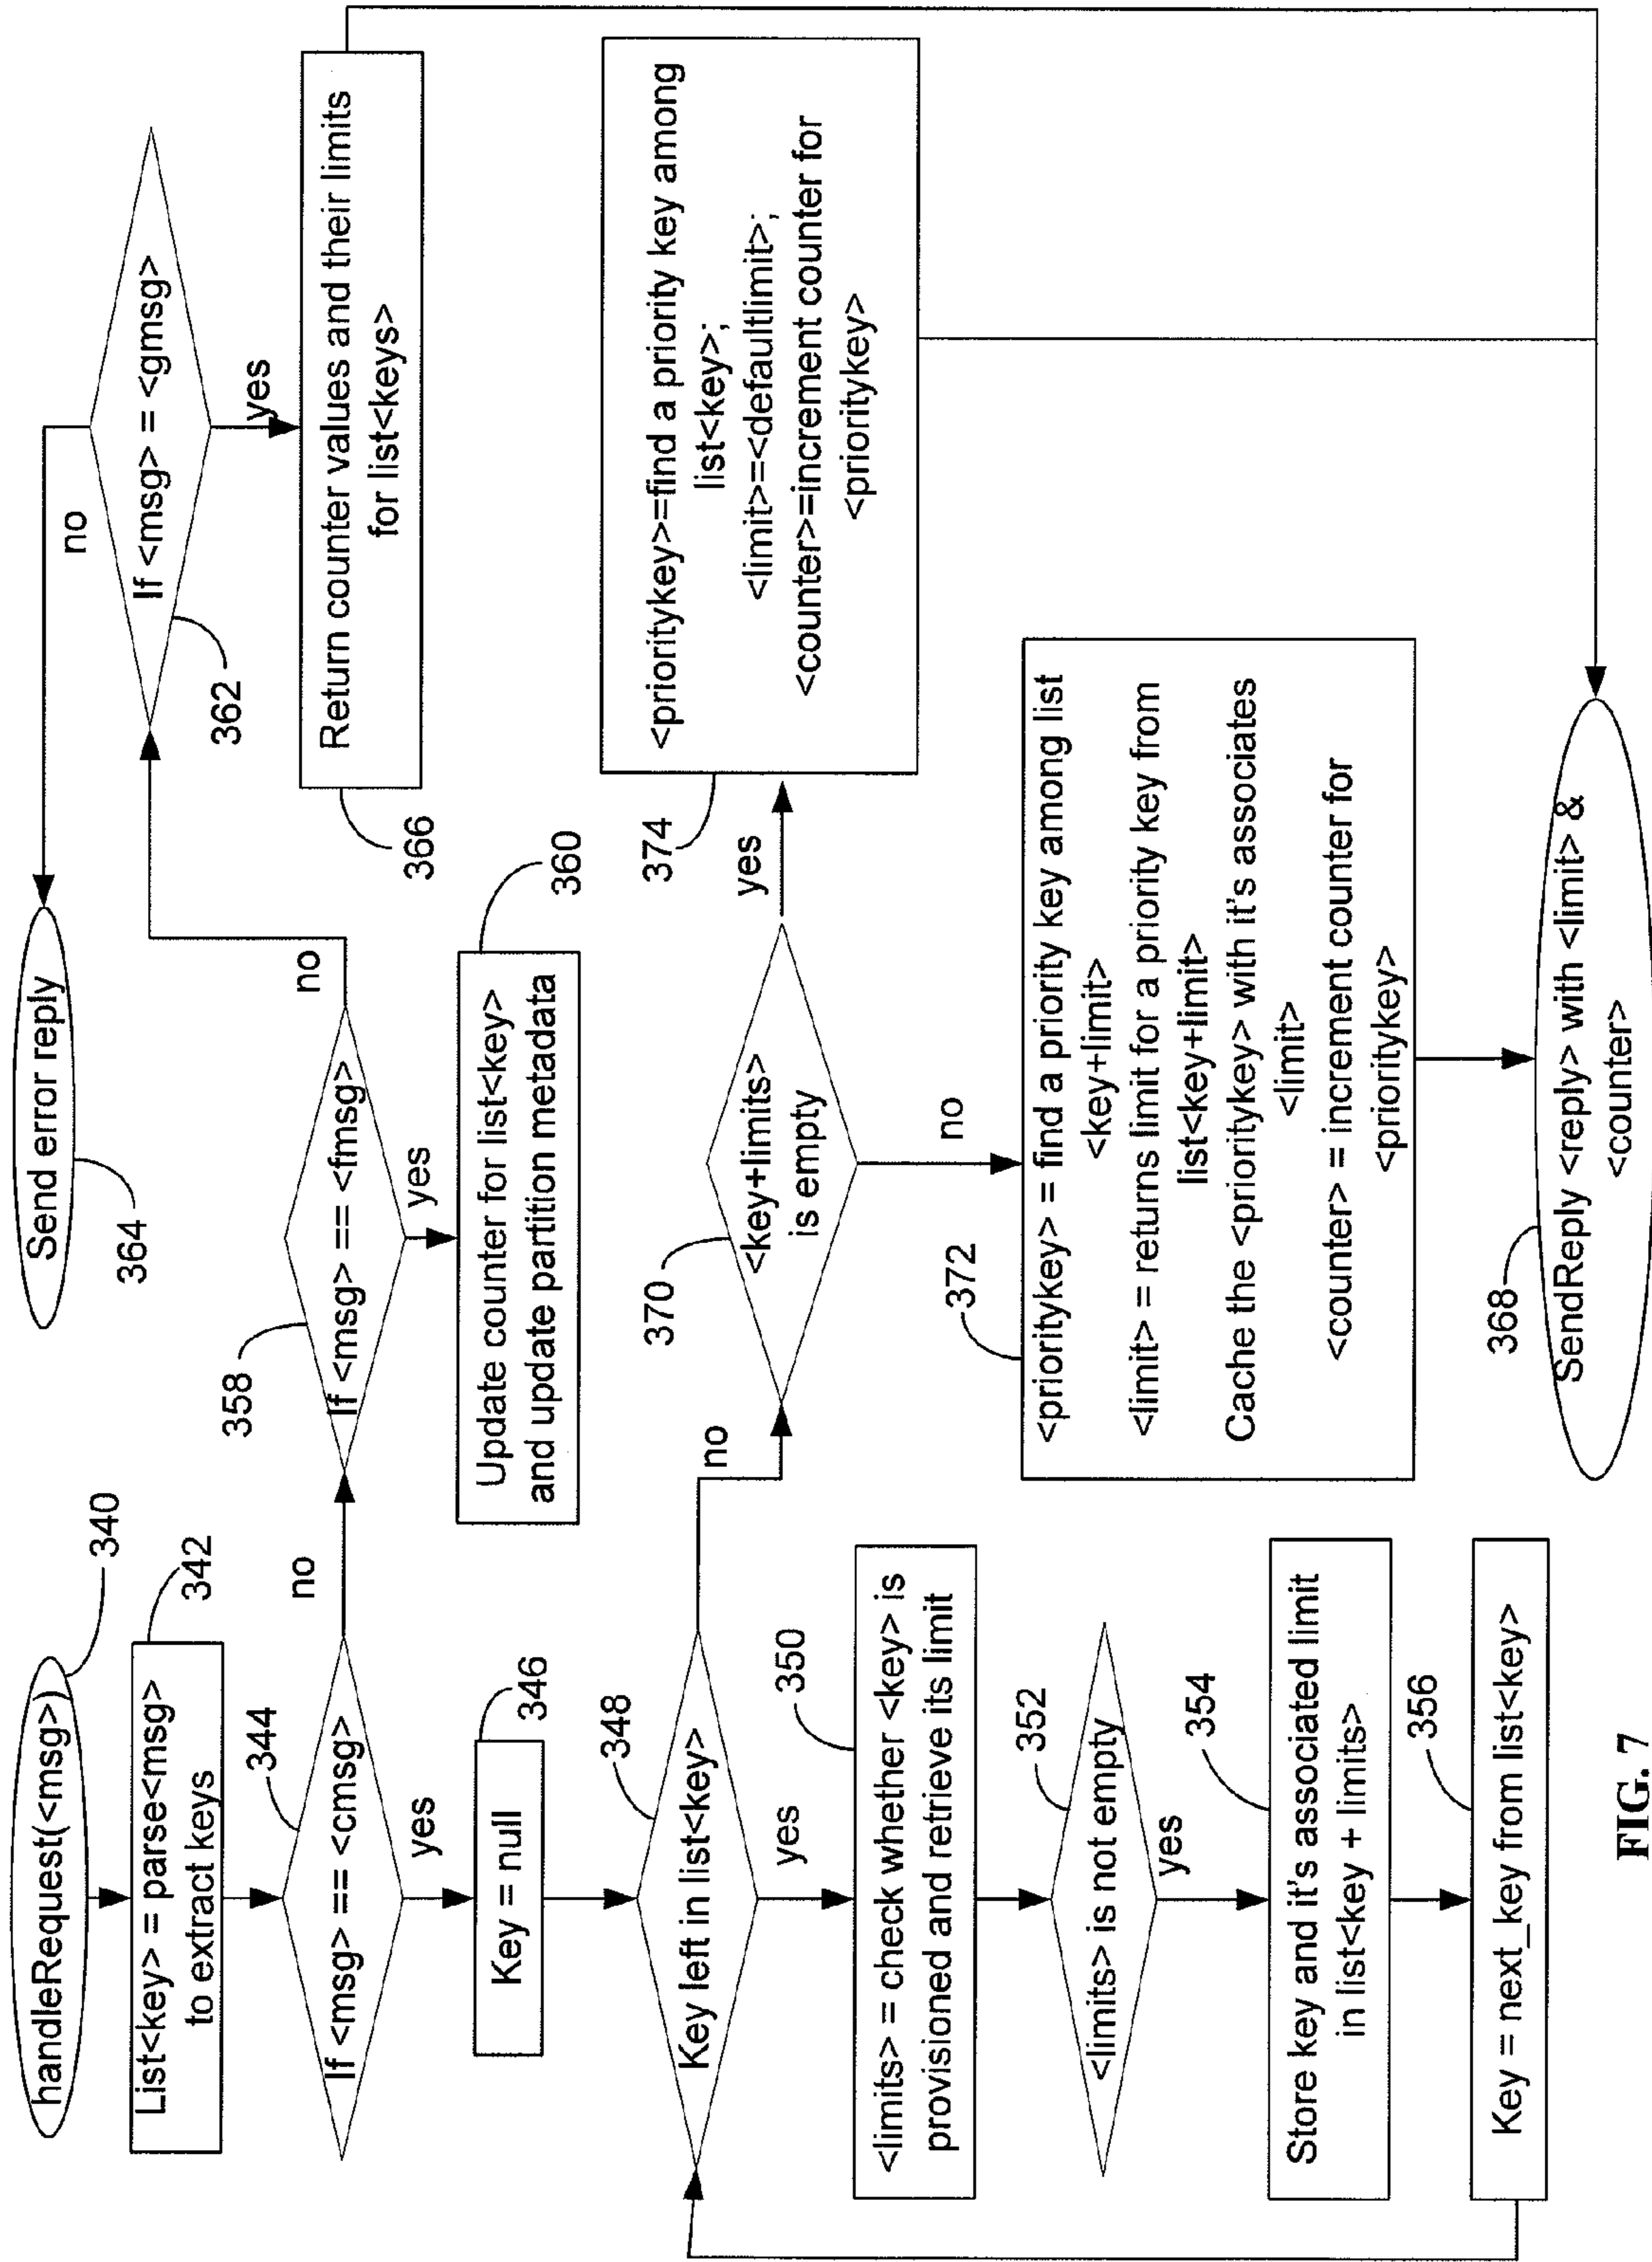 handleRequest(<msg>)
340
List<key> = parse<msg>
to extract keys
342
If <msg> == <cmsg>
344
no
yes
Key = null
346
Key left in list<key>
348
no
yes
<limits> = check whether <key> is
provisioned and retrieve its limit
350
<limits> is not empty
352
yes
Store key and it's associated limit
in list<key + limits>
354
Key = next_key from list<key>
356
If <msg> == <fmsg>
358
no
yes
Update counter for list<key>
and update partition metadata
360
Send error reply
364
no
If <msg> = <gmsg>
362
yes
Return counter values and their limits
for list<keys>
366
<key+limits>
is empty
370
yes
no
<prioritykey>=find a priority key among
list<key>;
<limit>=<defaultlimit>;
<counter>=increment counter for
<prioritykey>
374
<prioritykey> = find a priority key among list
<key+limit>
<limit> = returns limit for a priority key from
list<key+limit>
Cache the <prioritykey> with it's associates
<limit>
<counter> = increment counter for
<prioritykey>
372
SendReply <reply> with <limit> &
<counter>
368
FIG. 7